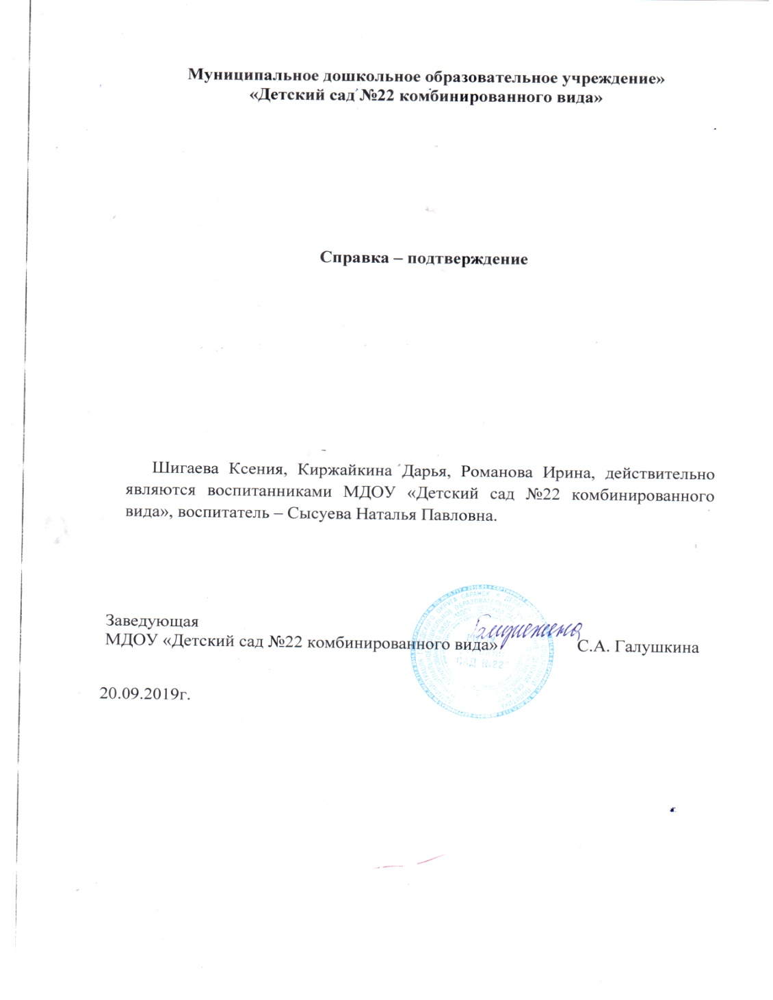 Муниципальное дошкольное образовательное учреждение»
«Детский сад №22 комбинированного вида»
Справка – подтверждение
Шигаева Ксения, Киржайкина Дарья, Романова Ирина, действительно
являются воспитанниками МДОУ «Детский сад №22 комбинированного
вида», воспитатель – Сысуева Наталья Павловна.
Заведующая
МДОУ «Детский сад №22 комбинированного вида» С.А. Галушкина
САД №22"
20.09.2019г.